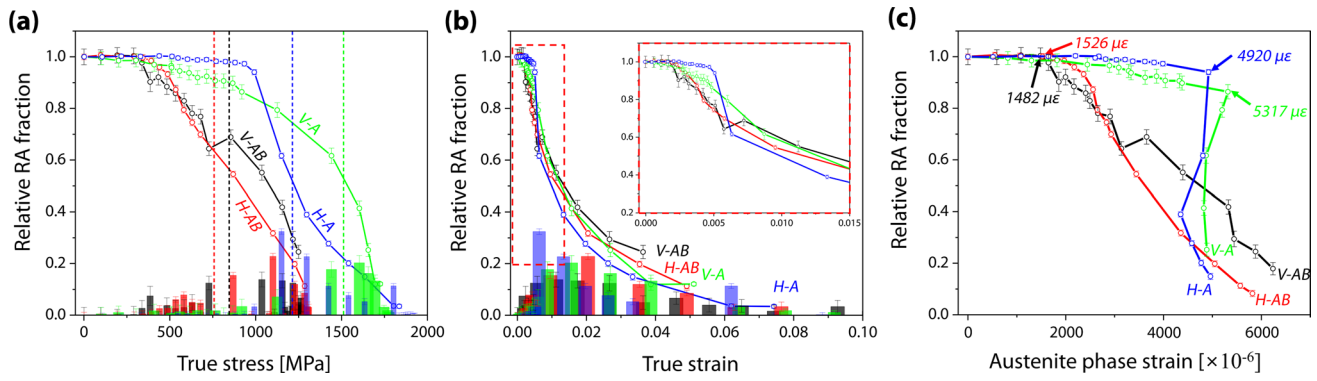 (a)
Relative RA fraction
1.0
0.8
0.6
0.4
0.2
0.0
V-A
V-AB
H-AB
H-A
0
500
1000
1500
2000
True stress [MPa]
(b)
Relative RA fraction
1.0
0.8
0.6
0.4
0.2
0.0
1.0
0.8
0.6
0.4
0.2
0.000
0.005
0.010
0.015
V-AB
H-AB
V-A
H-A
0.00
0.02
0.04
0.06
0.08
0.10
True strain
(c)
Relative RA fraction
1.0
0.8
0.6
0.4
0.2
0.0
1526 με
4920 με
1482 με
5317 με
V-A
V-AB
H-A
H-AB
0
2000
4000
6000
Austenite phase strain [×10⁻⁶]